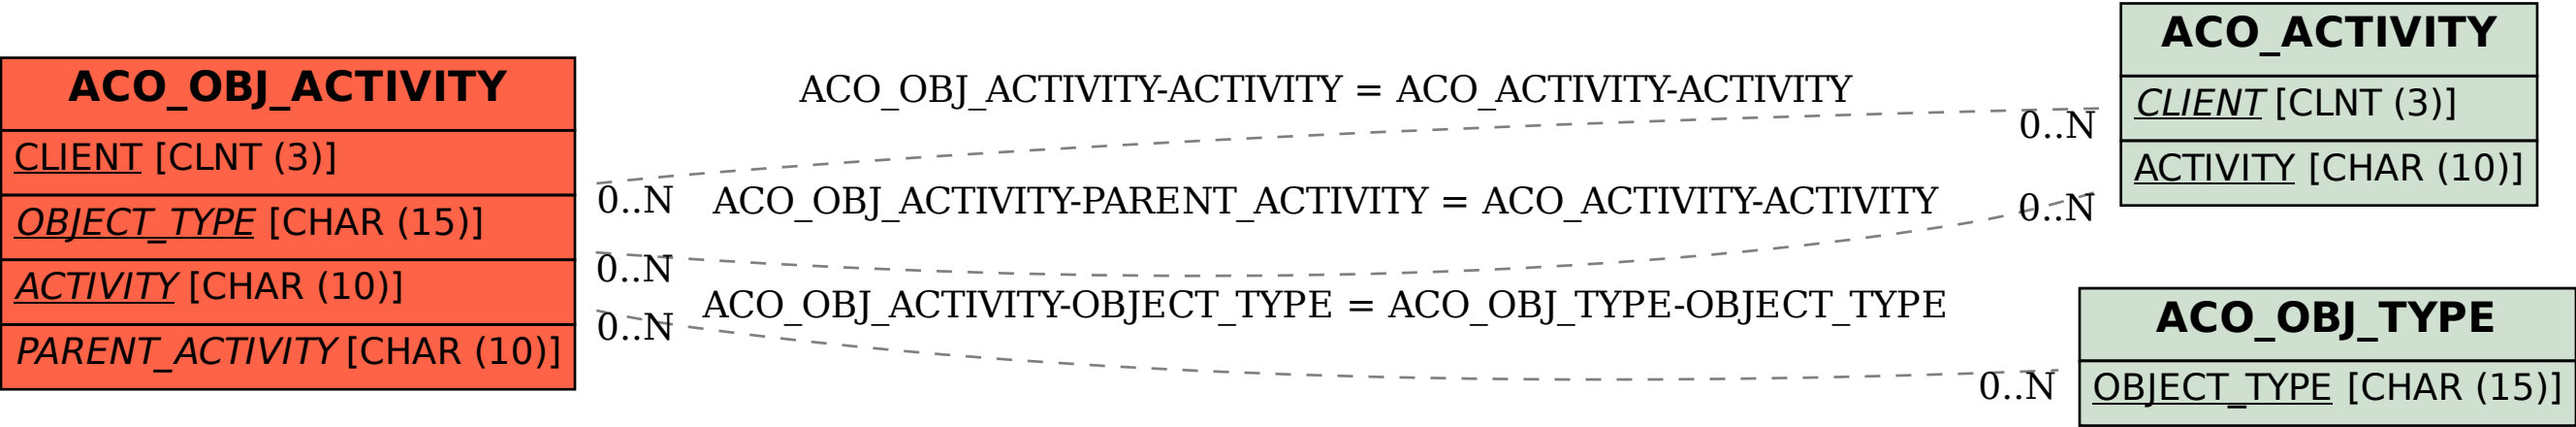 ACO_OBJ_ACTIVITY
CLIENT [CLNT (3)]
OBJECT_TYPE [CHAR (15)]
ACTIVITY [CHAR (10)]
PARENT_ACTIVITY [CHAR (10)]
ACO_OBJ_ACTIVITY-ACTIVITY = ACO_ACTIVITY-ACTIVITY
0..N
0..N
ACO_OBJ_ACTIVITY-PARENT_ACTIVITY = ACO_ACTIVITY-ACTIVITY
0..N
0..N
ACO_OBJ_ACTIVITY-OBJECT_TYPE = ACO_OBJ_TYPE-OBJECT_TYPE
0..N
0..N
ACO_ACTIVITY
CLIENT [CLNT (3)]
ACTIVITY [CHAR (10)]
ACO_OBJ_TYPE
OBJECT_TYPE [CHAR (15)]